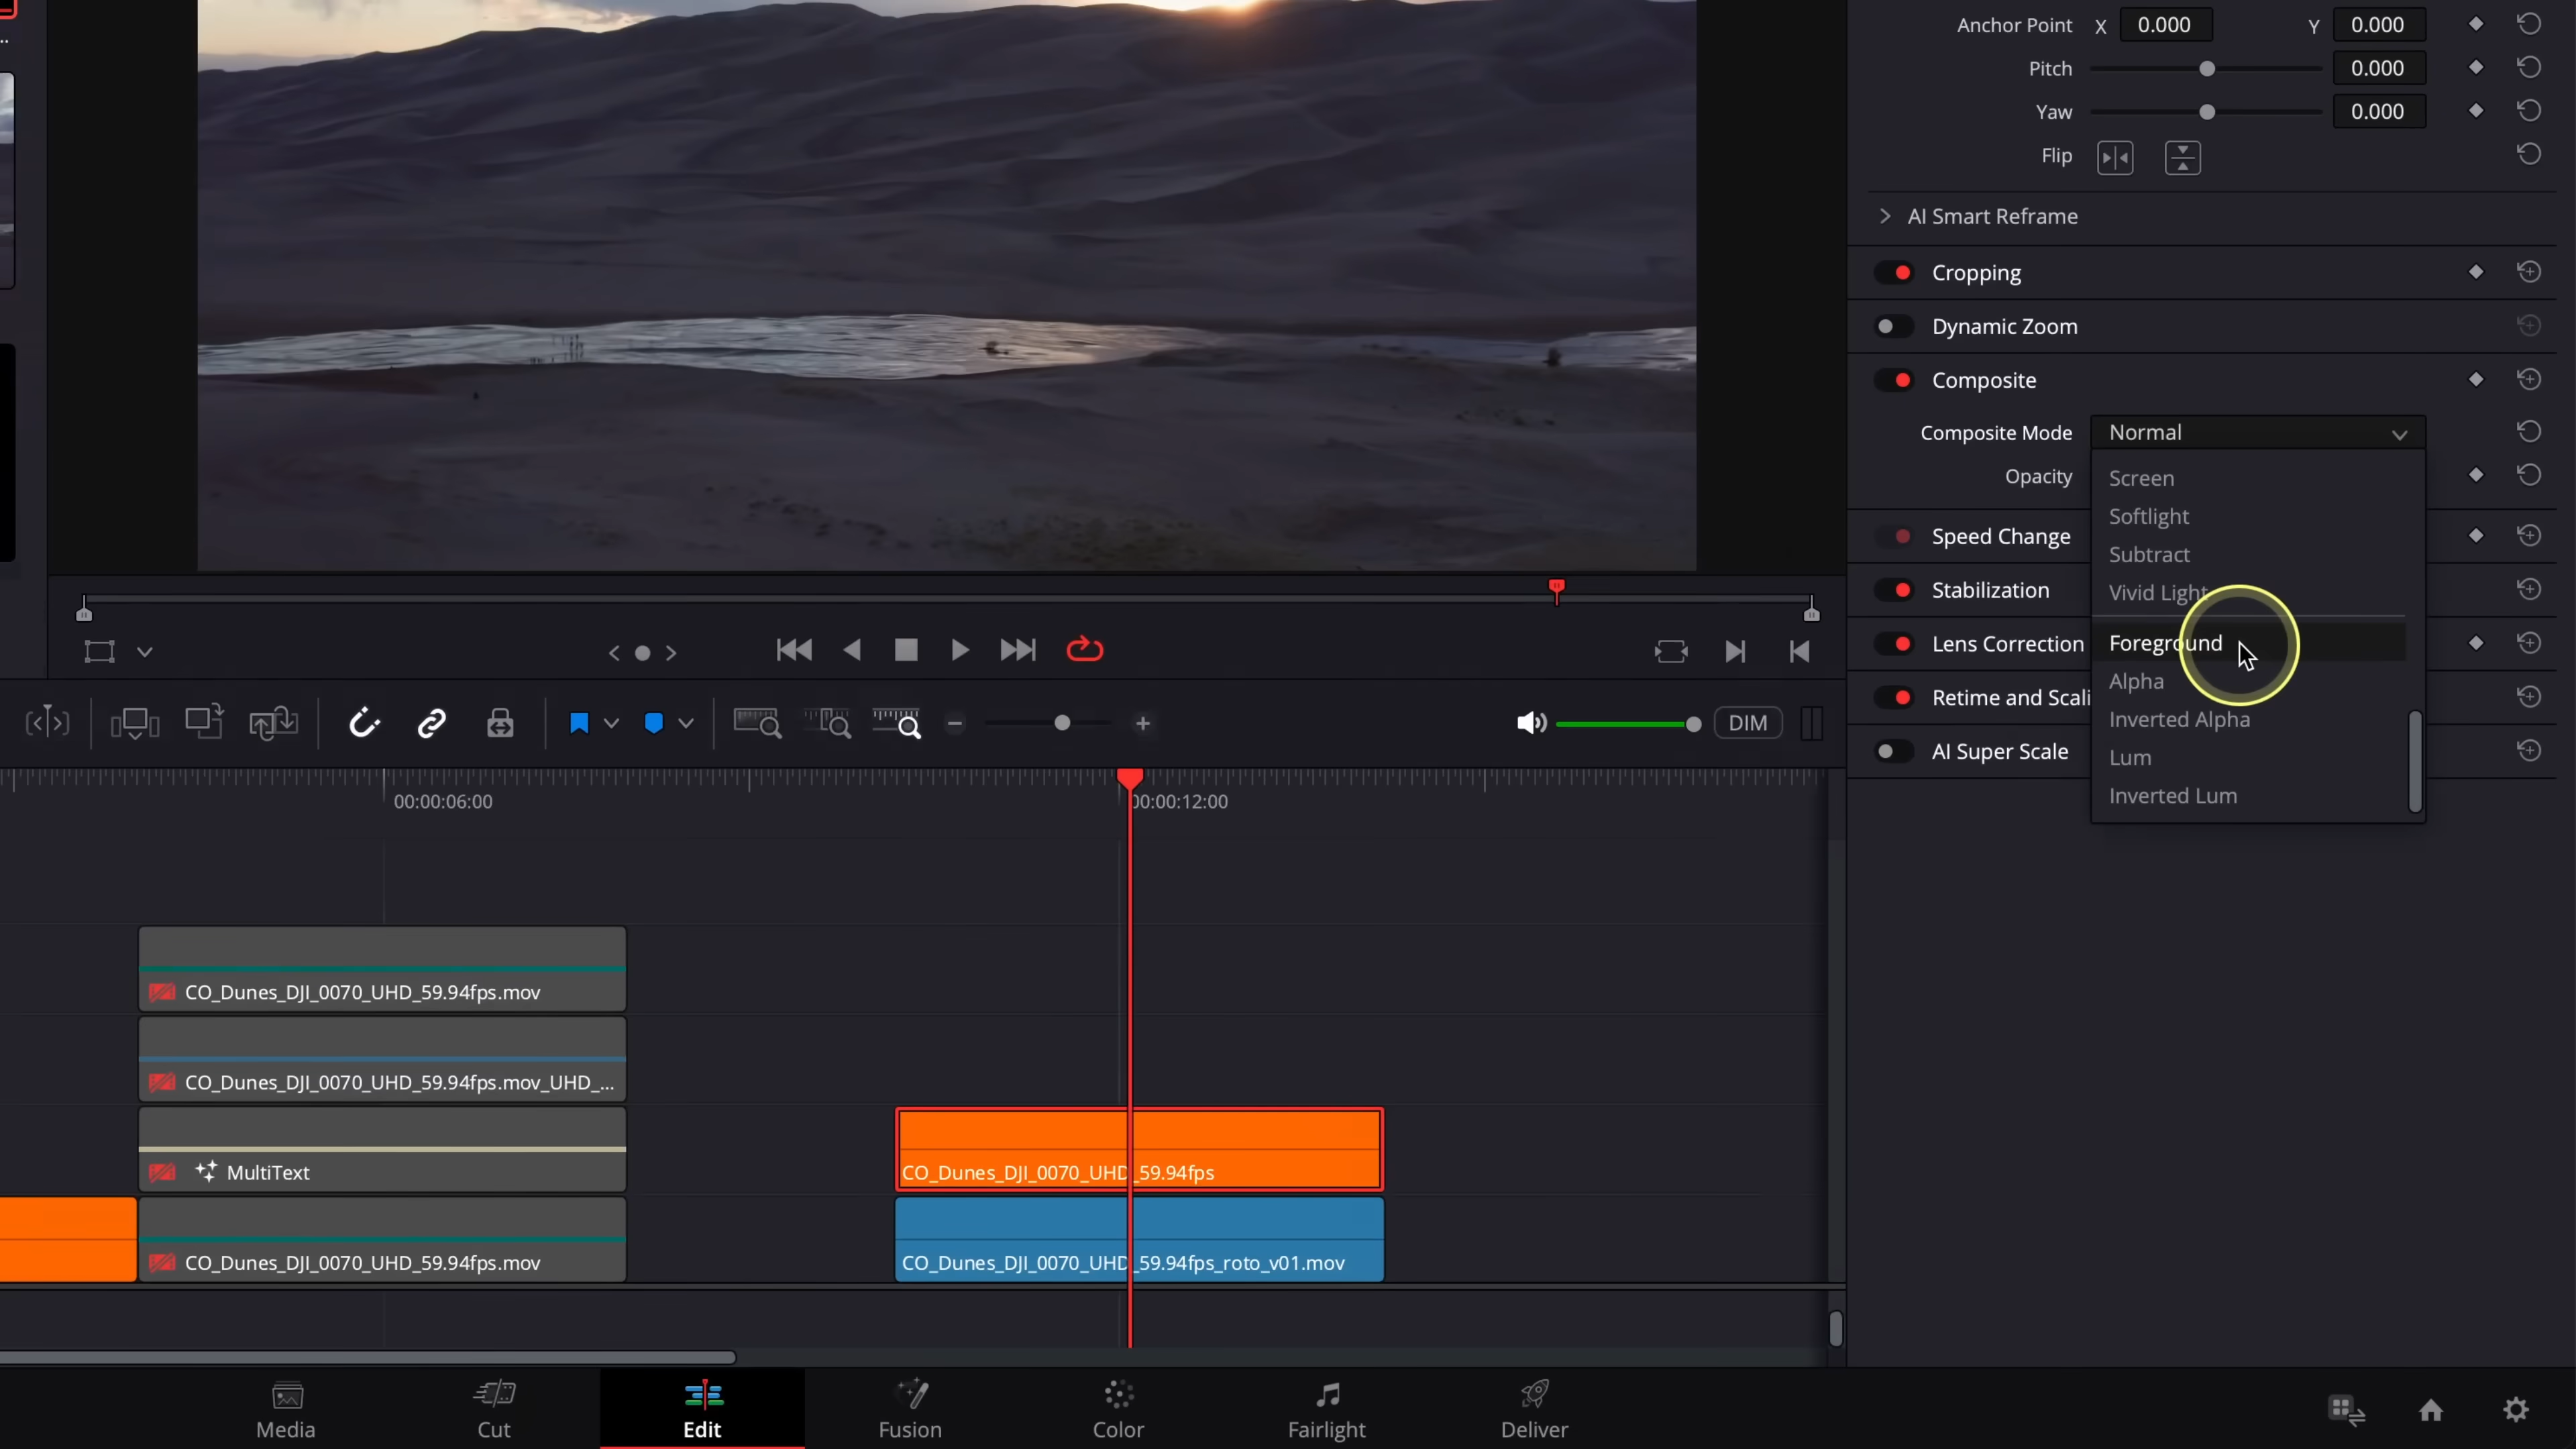 Anchor Point X 0.000 Y 0.000
Pitch 0.000
Yaw 0.000
Flip
AI Smart Reframe
Cropping
Dynamic Zoom
Composite
Composite Mode Normal
Opacity
Screen
Softlight
Subtract
Vivid Light
Foreground
Alpha
Inverted Alpha
Lum
Inverted Lum
Speed Change
Stabilization
Lens Correction
Retime and Scali
AI Super Scale
DIM
00:00:06:00
00:00:12:00
CO_Dunes_DJI_0070_UHD_59.94fps.mov
CO_Dunes_DJI_0070_UHD_59.94fps.mov_UHD_...
MultiText
CO_Dunes_DJI_0070_UHD_59.94fps
CO_Dunes_DJI_0070_UHD_59.94fps.mov
CO_Dunes_DJI_0070_UHD_59.94fps_roto_v01.mov
Media
Cut
Edit
Fusion
Color
Fairlight
Deliver